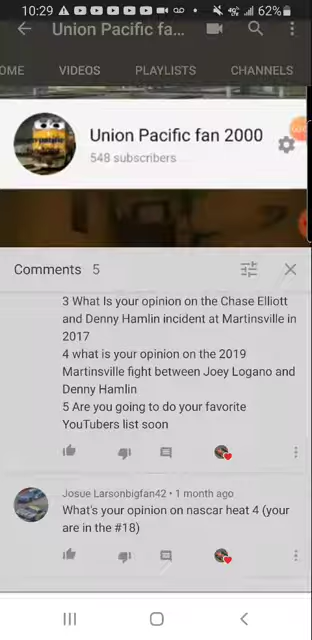 10:29 62%
Union Pacific fa...
OME VIDEOS PLAYLISTS CHANNELS
Union Pacific fan 2000
548 subscribers
Comments 5
3 What Is your opinion on the Chase Elliott
and Denny Hamlin incident at Martinsville in
2017
4 what is your opinion on the 2019
Martinsville fight between Joey Logano and
Denny Hamlin
5 Are you going to do your favorite
YouTubers list soon
Josue Larsonbigfan42 • 1 month ago
What's your opinion on nascar heat 4 (your
are in the #18)